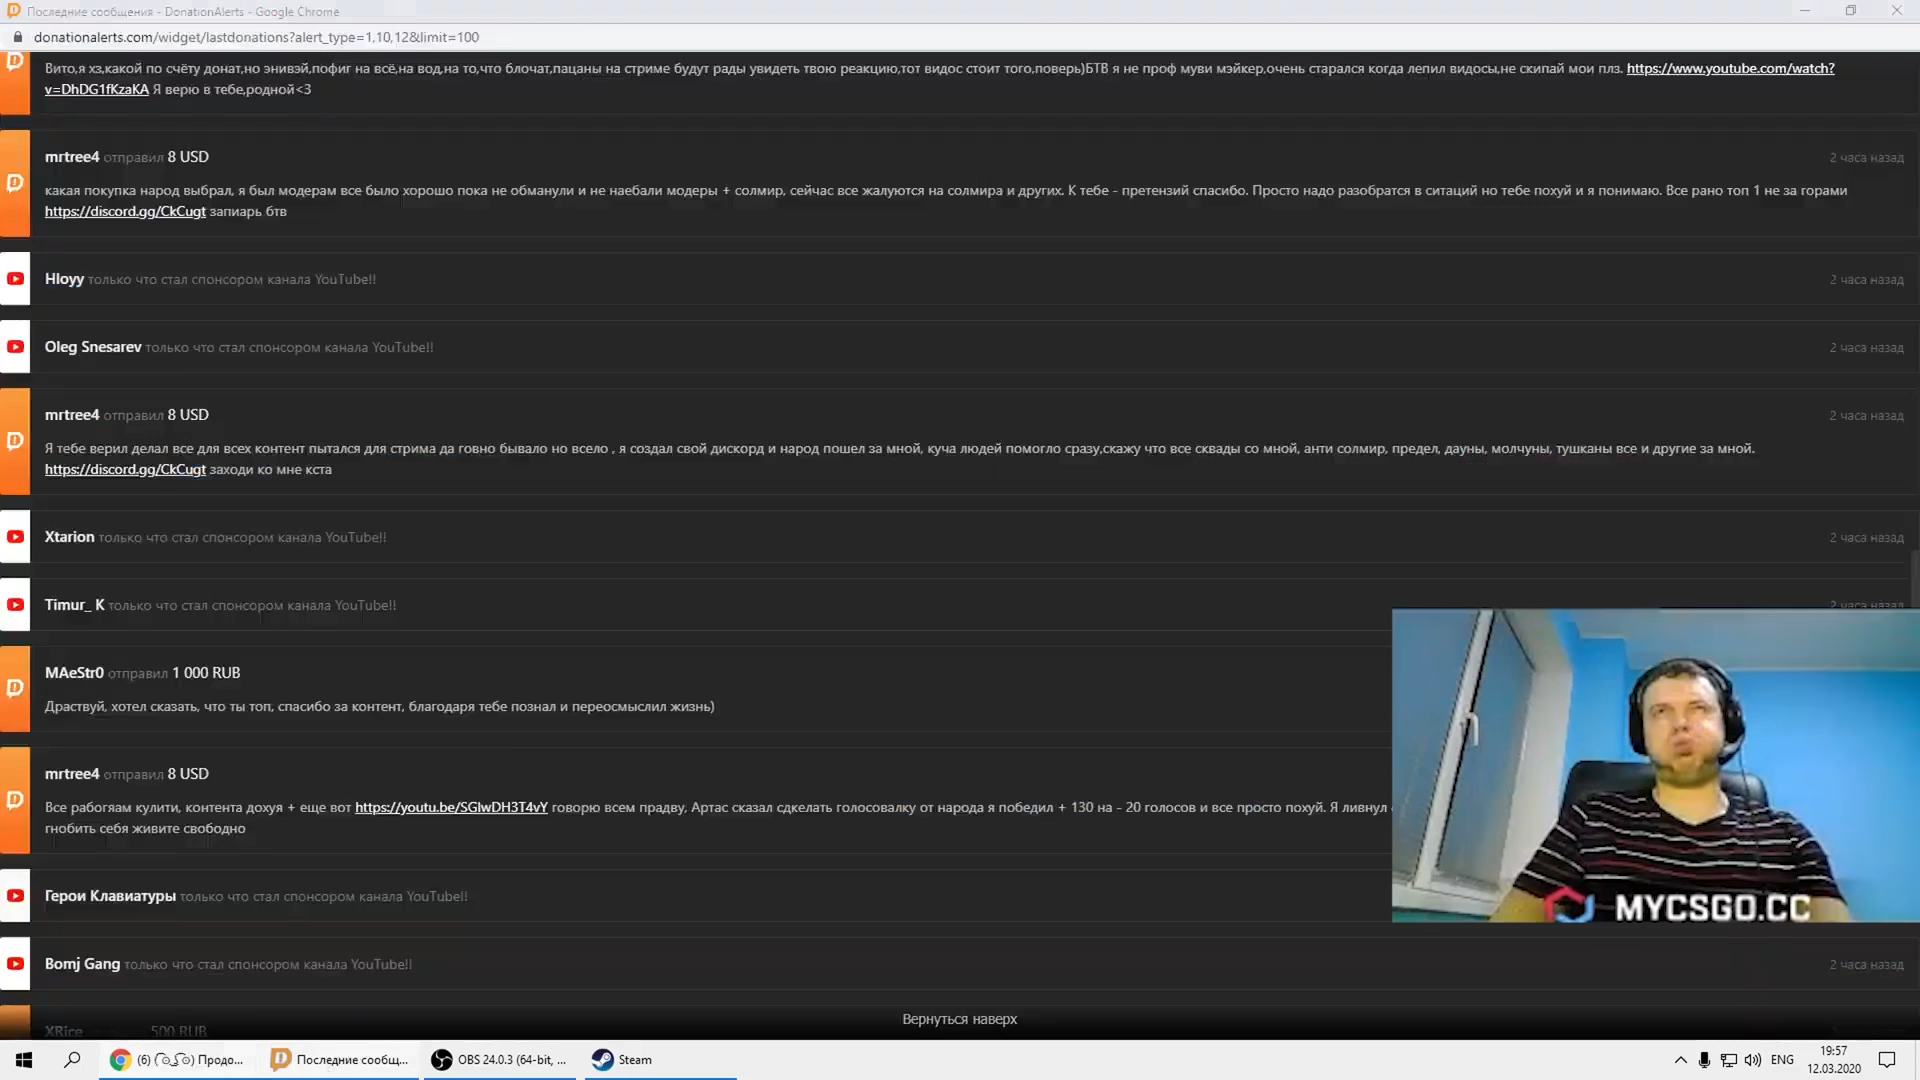 Последние сообщения - DonationAlerts - Google Chrome
donationalerts.com/widget/lastdonations?alert_type=1,10,12&limit=100
Вито,я хз,какой по счёту донат,но энивэй,пофиг на всё,на вод,на то,что блочат,пацаны на стриме будут рады увидеть твою реакцию,тот видос стоит того,поверь)БТВ я не проф муви мэйкер,очень старался когда лепил видосы,не скипай мои плз. https://www.youtube.com/watch?
v=DhDG1fKzaKA Я верю в тебя,родной<3
mrtree4 отправил 8 USD
2 часа назад
какая покупка народ выбрал, я был модерам все было хорошо пока не обманули и не наебали модеры + солмир, сейчас все жалуются на солмира и других. К тебе - претензий спасибо. Просто надо разобратся в ситаций но тебе похуй и я понимаю. Все рано топ 1 не за горами
https://discord.gg/CkCugt запиарь бтв
Hloyy только что стал спонсором канала YouTube!!
2 часа назад
Oleg Snesarev только что стал спонсором канала YouTube!!
2 часа назад
mrtree4 отправил 8 USD
2 часа назад
Я тебе верил делал все для всех контент пытался для стрима да говно бывало но всело , я создал свой дискорд и народ пошел за мной, куча людей помогло сразу,скажу что все сквады со мной, анти солмир, предел, дауны, молчуны, тушканы все и другие за мной.
https://discord.gg/CkCugt заходи ко мне кста
Xtarion только что стал спонсором канала YouTube!!
2 часа назад
Timur_ K только что стал спонсором канала YouTube!!
2 часа назад
MAeStr0 отправил 1 000 RUB
Драствуй, хотел сказать, что ты топ, спасибо за контент, благодаря тебе познал и переосмыслил жизнь)
mrtree4 отправил 8 USD
Все рабогяам кулити, контента дохуя + еще вот https://youtu.be/SGlwDH3T4vY говорю всем прадву, Артас сказал сдкелать голосовалку от народа я победил + 130 на - 20 голосов и все просто похуй. Я ливнул
гнобить себя живите свободно
Герои Клавиатуры только что стал спонсором канала YouTube!!
MYCSGO.CC
Bomj Gang только что стал спонсором канала YouTube!!
2 часа назад
XRice 500 RUB
Вернуться наверх
(6) ( ͡ಠ ͜ʖ ͡ಠ) Продо...
Последние сообщ...
OBS 24.0.3 (64-bit, ...
Steam
ENG
19:57
12.03.2020